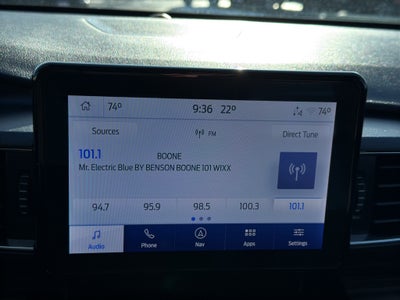 74° 9:36 22° 74°
Sources FM Direct Tune
101.1 BOONE
Mr. Electric Blue BY BENSON BOONE 101 WIXX
94.7 95.9 98.5 100.3 101.1
Audio Phone Nav Apps Settings